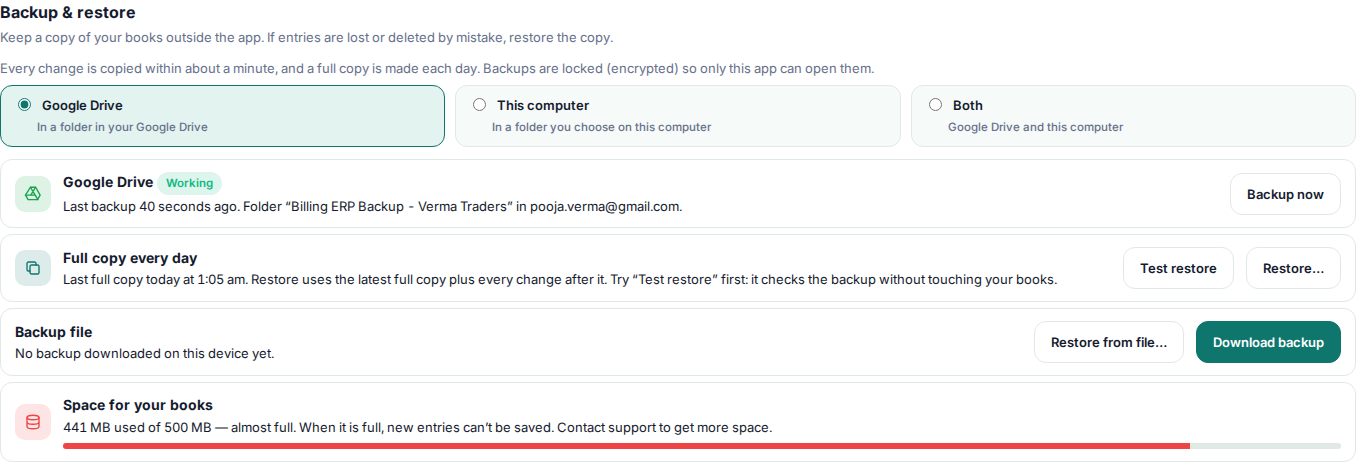 Backup & restore
Keep a copy of your books outside the app. If entries are lost or deleted by mistake, restore the copy.
Every change is copied within about a minute, and a full copy is made each day. Backups are locked (encrypted) so only this app can open them.
Google Drive
In a folder in your Google Drive
This computer
In a folder you choose on this computer
Both
Google Drive and this computer
Google Drive Working
Last backup 40 seconds ago. Folder “Billing ERP Backup - Verma Traders” in pooja.verma@gmail.com.
Backup now
Full copy every day
Last full copy today at 1:05 am. Restore uses the latest full copy plus every change after it. Try “Test restore” first: it checks the backup without touching your books.
Test restore
Restore...
Backup file
No backup downloaded on this device yet.
Restore from file...
Download backup
Space for your books
441 MB used of 500 MB — almost full. When it is full, new entries can’t be saved. Contact support to get more space.